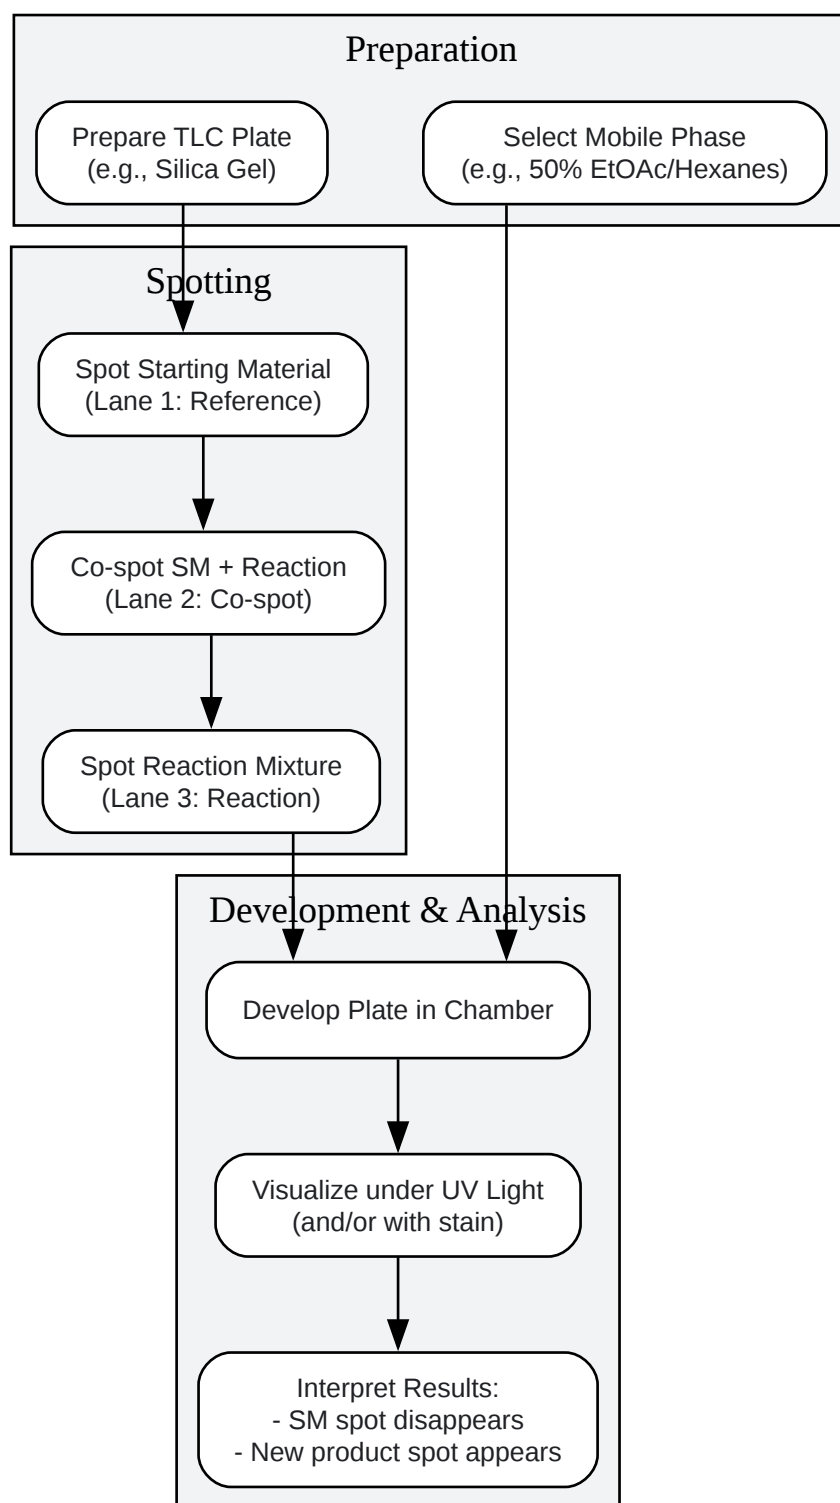 Preparation
Prepare TLC Plate
(e.g., Silica Gel)
Select Mobile Phase
(e.g., 50% EtOAc/Hexanes)
Spotting
Spot Starting Material
(Lane 1: Reference)
Co-spot SM + Reaction
(Lane 2: Co-spot)
Spot Reaction Mixture
(Lane 3: Reaction)
Development & Analysis
Develop Plate in Chamber
Visualize under UV Light
(and/or with stain)
Interpret Results:
- SM spot disappears
- New product spot appears